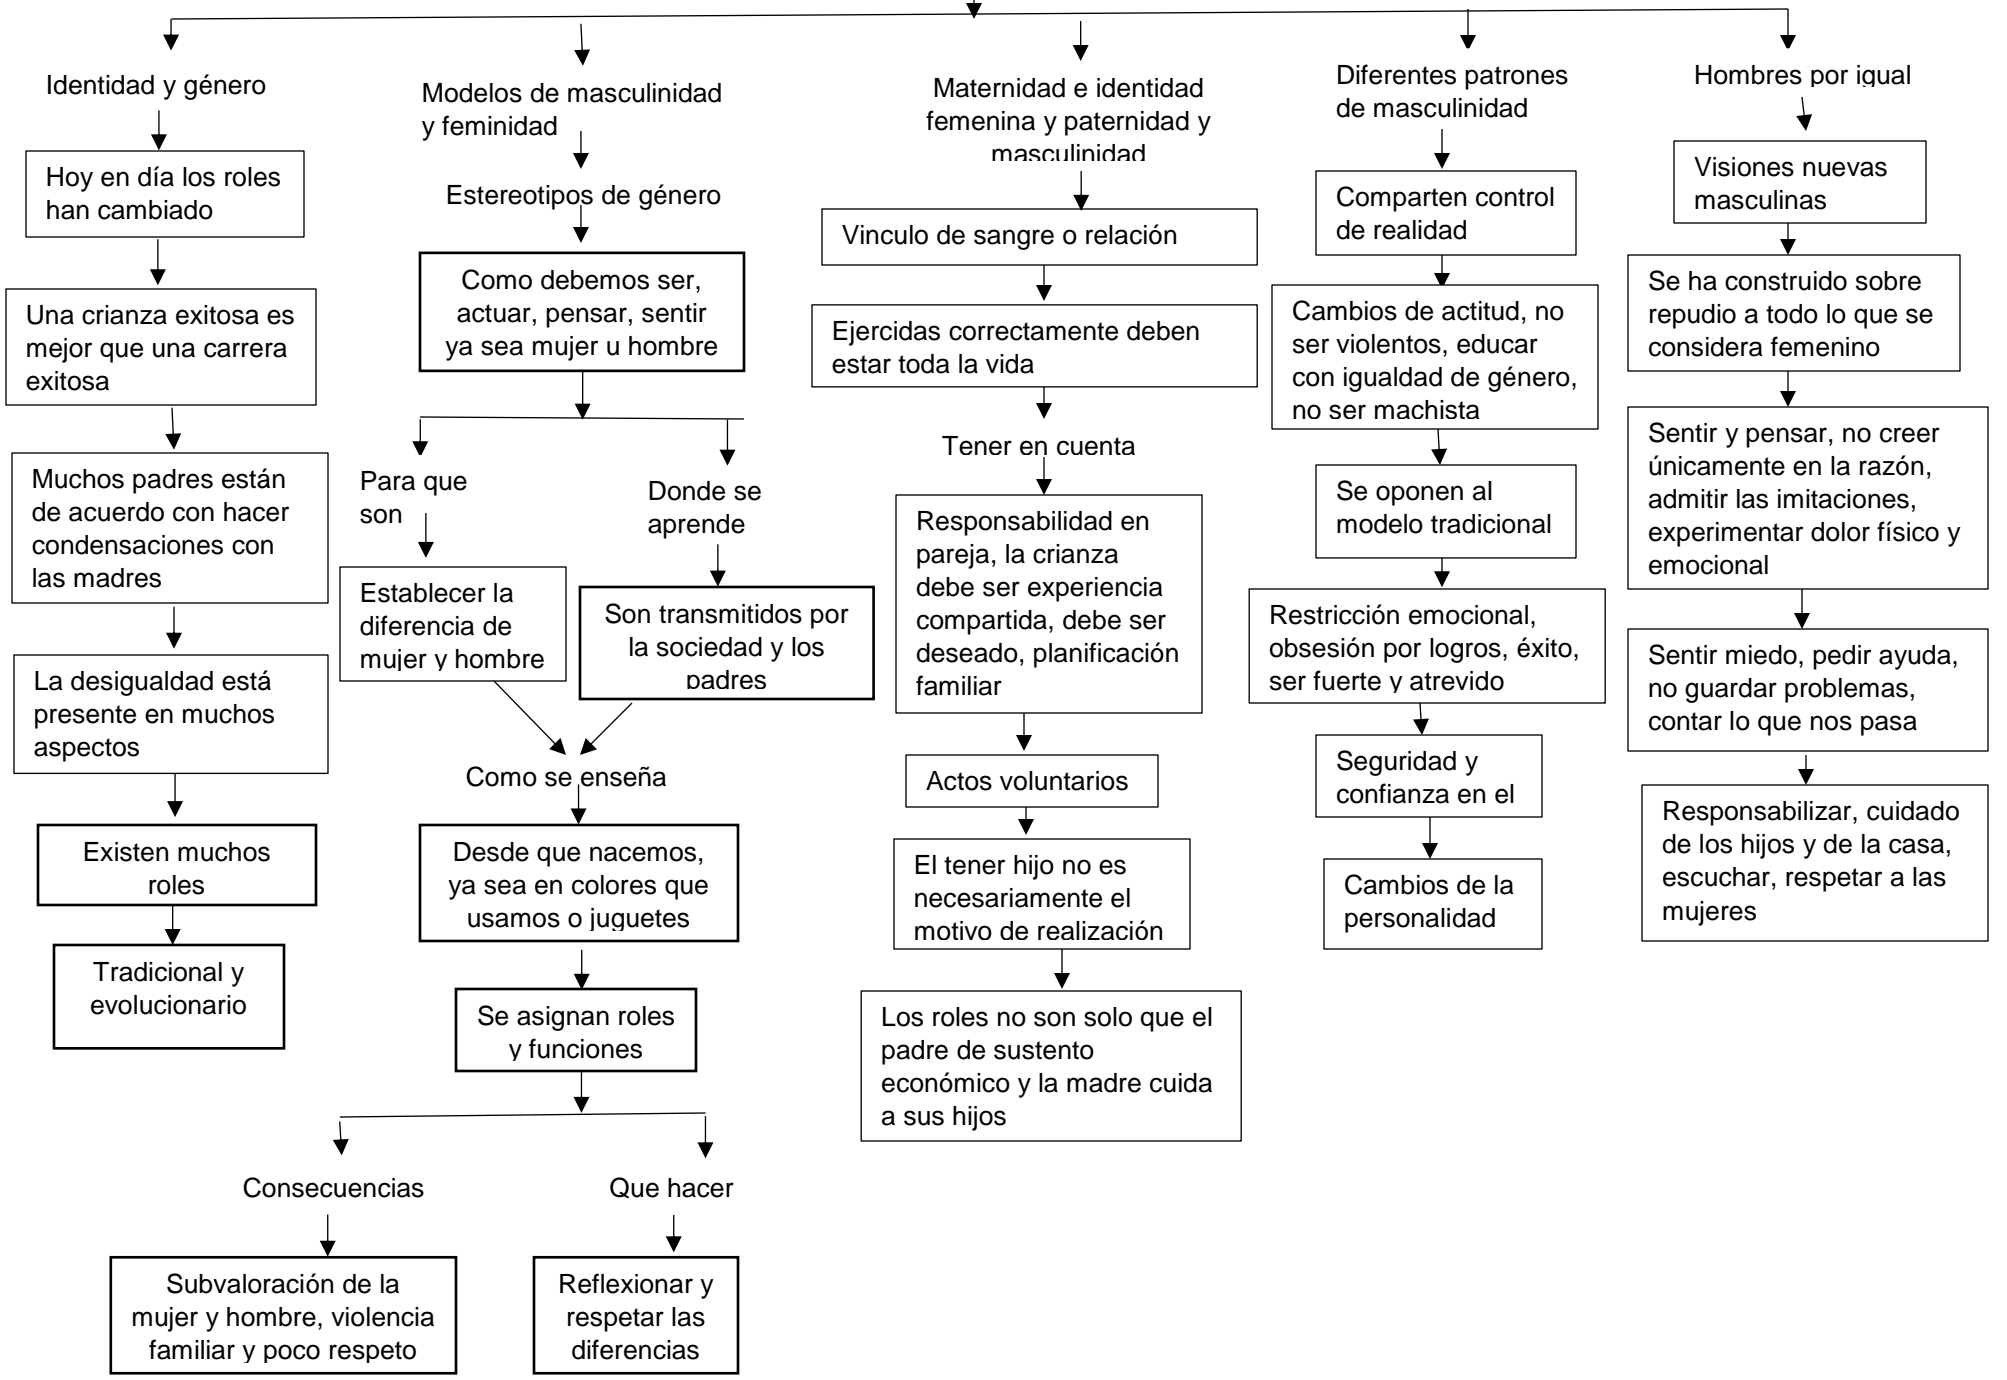 Identidad y género
Hoy en día los roles
han cambiado
Una crianza exitosa es
mejor que una carrera
exitosa
Muchos padres están
de acuerdo con hacer
condensaciones con
las madres
La desigualdad está
presente en muchos
aspectos
Existen muchos
roles
Tradicional y
evolucionario
Modelos de masculinidad
y feminidad
Estereotipos de género
Como debemos ser,
actuar, pensar, sentir
ya sea mujer u hombre
Para que
son
Establecer la
diferencia de
mujer y hombre
Donde se
aprende
Son transmitidos por
la sociedad y los
padres
Como se enseña
Desde que nacemos,
ya sea en colores que
usamos o juguetes
Se asignan roles
y funciones
Consecuencias
Subvaloración de la
mujer y hombre, violencia
familiar y poco respeto
Que hacer
Reflexionar y
respetar las
diferencias
Maternidad e identidad
femenina y paternidad y
masculinidad
Vinculo de sangre o relación
Ejercidas correctamente deben
estar toda la vida
Tener en cuenta
Responsabilidad en
pareja, la crianza
debe ser experiencia
compartida, debe ser
deseado, planificación
familiar
Actos voluntarios
El tener hijo no es
necesariamente el
motivo de realización
Los roles no son solo que el
padre de sustento
económico y la madre cuida
a sus hijos
Diferentes patrones
de masculinidad
Comparten control
de realidad
Cambios de actitud, no
ser violentos, educar
con igualdad de género,
no ser machista
Se oponen al
modelo tradicional
Restricción emocional,
obsesión por logros, éxito,
ser fuerte y atrevido
Seguridad y
confianza en el
Cambios de la
personalidad
Hombres por igual
Visiones nuevas
masculinas
Se ha construido sobre
repudio a todo lo que se
considera femenino
Sentir y pensar, no creer
únicamente en la razón,
admitir las imitaciones,
experimentar dolor físico y
emocional
Sentir miedo, pedir ayuda,
no guardar problemas,
contar lo que nos pasa
Responsabilizar, cuidado
de los hijos y de la casa,
escuchar, respetar a las
mujeres